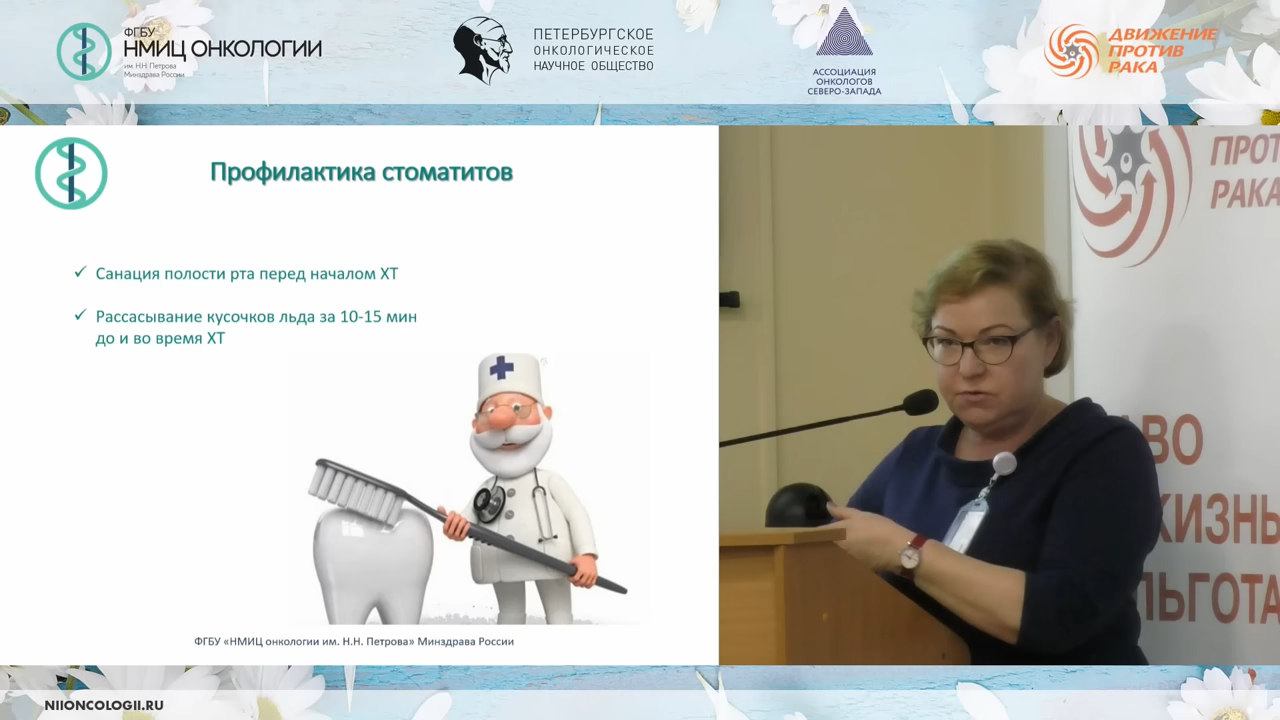 ФГБУ
НМИЦ ОНКОЛОГИИ
им. Н.Н. Петрова
Минздрава России
ПЕТЕРБУРГСКОЕ
ОНКОЛОГИЧЕСКОЕ
НАУЧНОЕ ОБЩЕСТВО
АССОЦИАЦИЯ
ОНКОЛОГОВ
СЕВЕРО-ЗАПАДА
ДВИЖЕНИЕ
ПРОТИВ
РАКА
Профилактика стоматитов
✓ Санация полости рта перед началом ХТ
✓ Рассасывание кусочков льда за 10-15 мин
до и во время ХТ
ФГБУ «НМИЦ онкологии им. Н.Н. Петрова» Минздрава России
ПРОТ
РАКА
АВО
ЖИЗНЬ
ЛЬГОТА
NIIONCOLOGII.RU